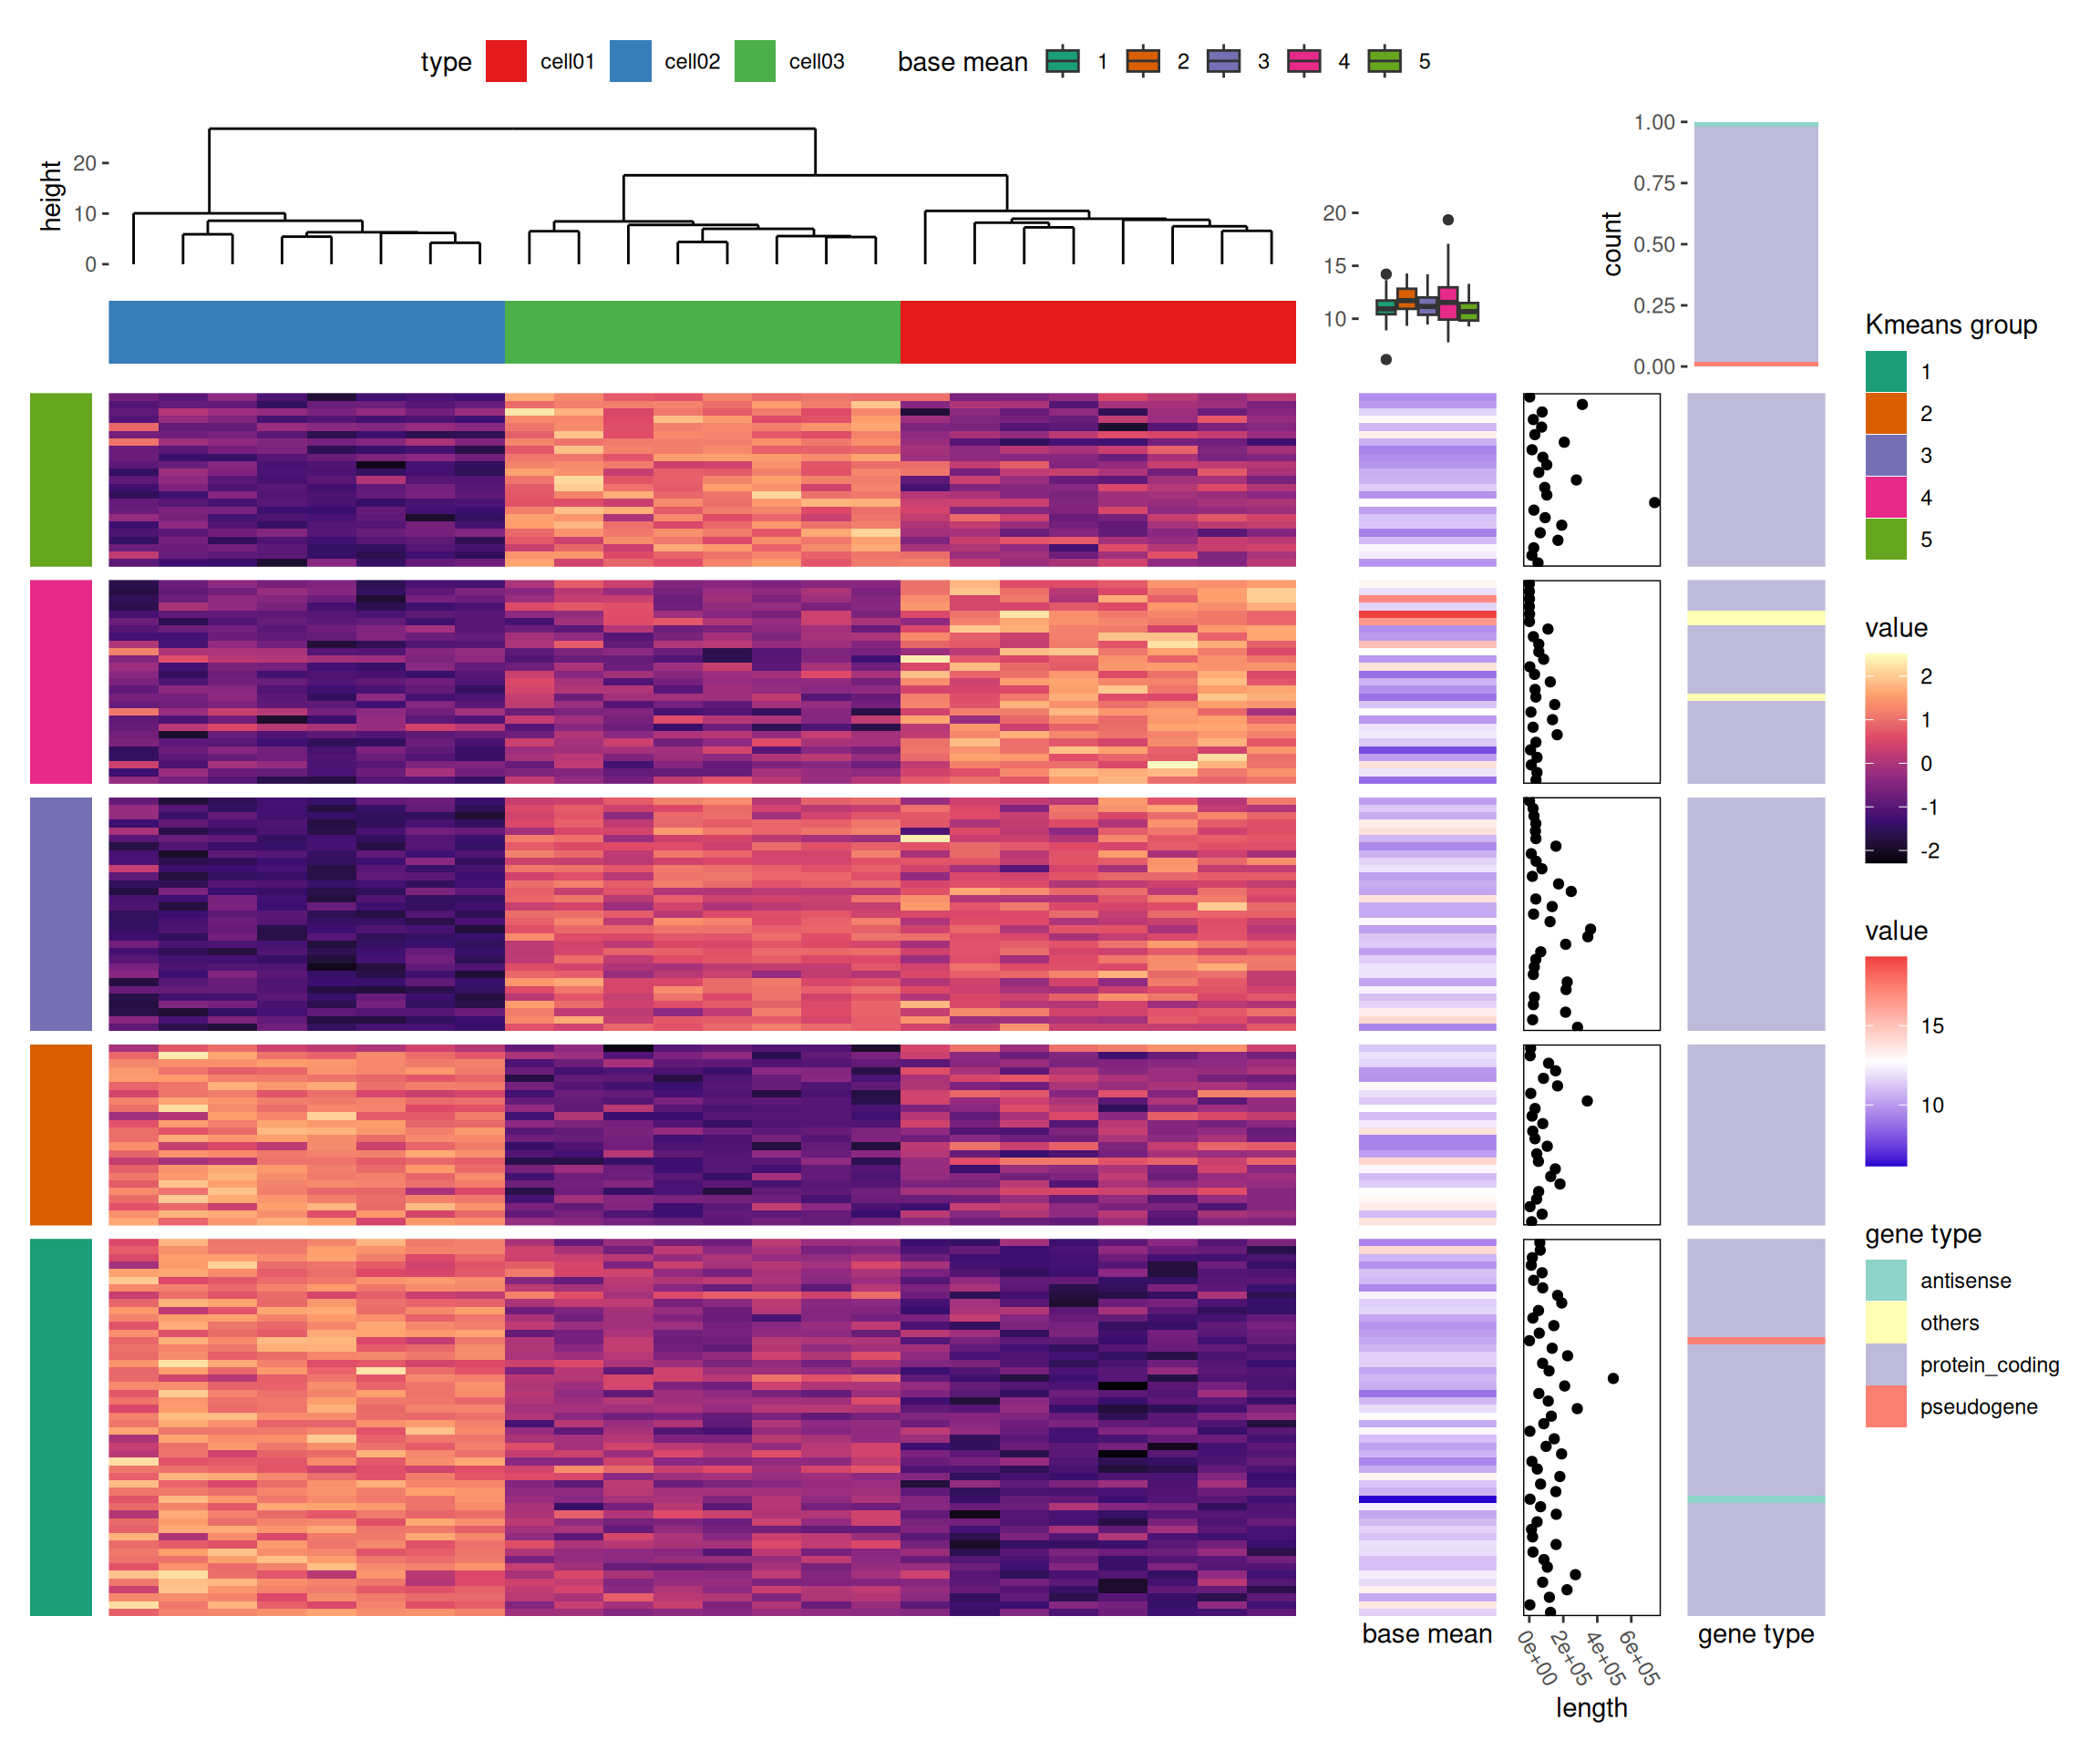 type cell01 cell02 cell03 base mean 1 2 3 4 5
height
20
10
0
20
15
10
count
1.00
0.75
0.50
0.25
0.00
Kmeans group
1
2
3
4
5
value
2
1
0
-1
-2
value
15
10
gene type
antisense
others
protein_coding
pseudogene
base mean
0e+00 2e+05 4e+05 6e+05
length
gene type